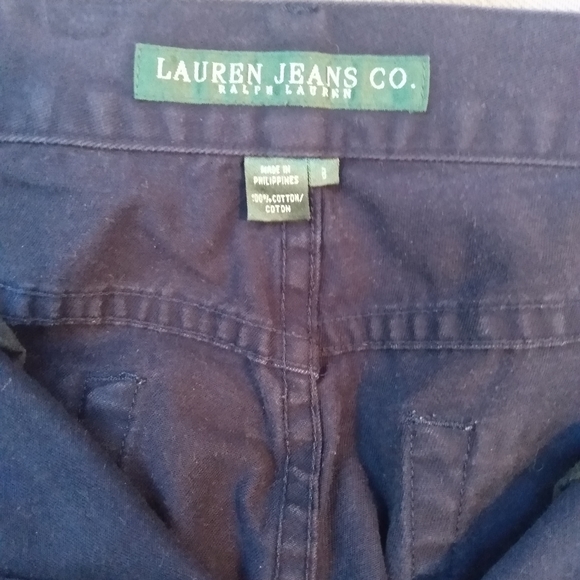 LAUREN JEANS CO.
RALPH LAUREN
MADE IN
PHILIPPINES
8
100% COTTON/
COTON